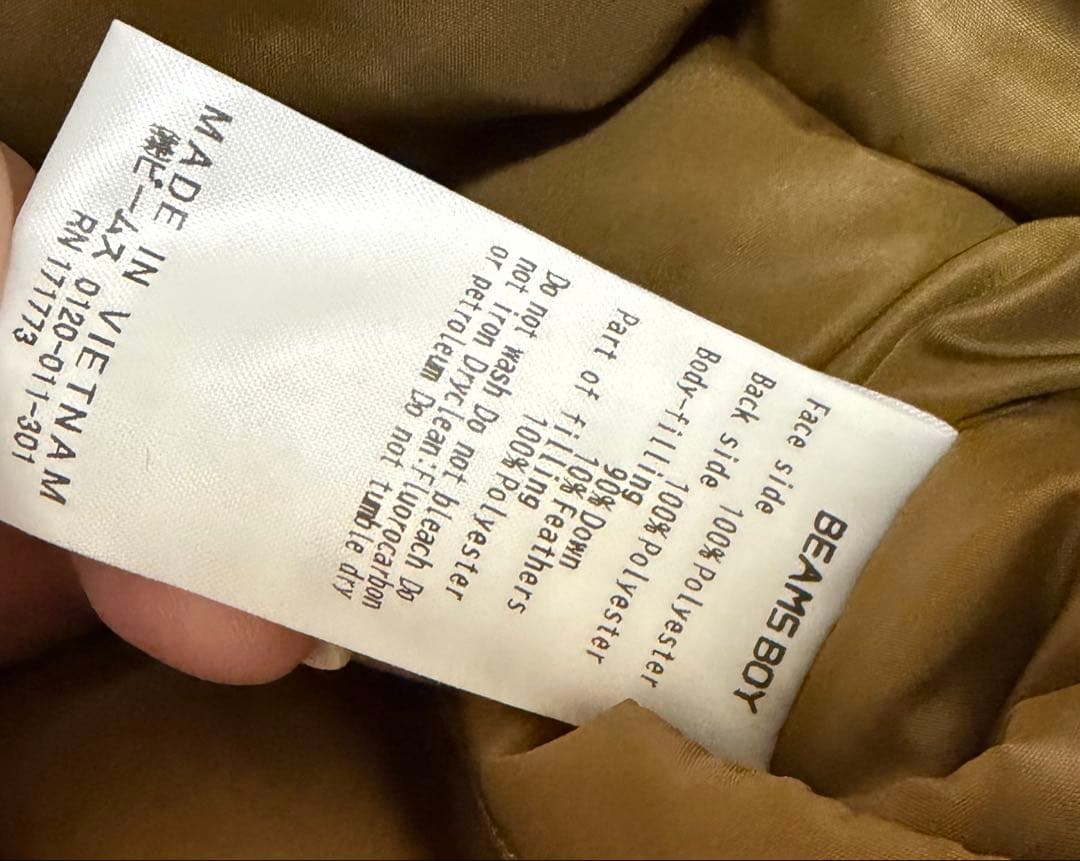 BEAMS BOY
Face side 100%Polyester
Back side 100%Polyester
Body-filling
90%Down
10%Feathers
Part of filling
100%Polyester
Do not wash Do not bleach Do
not iron Dryclean:Fluorocarbon
or petroleum Do not tumble dry
MADE IN VIETNAM
㈱ビームス 0120-011-301
RN 171773